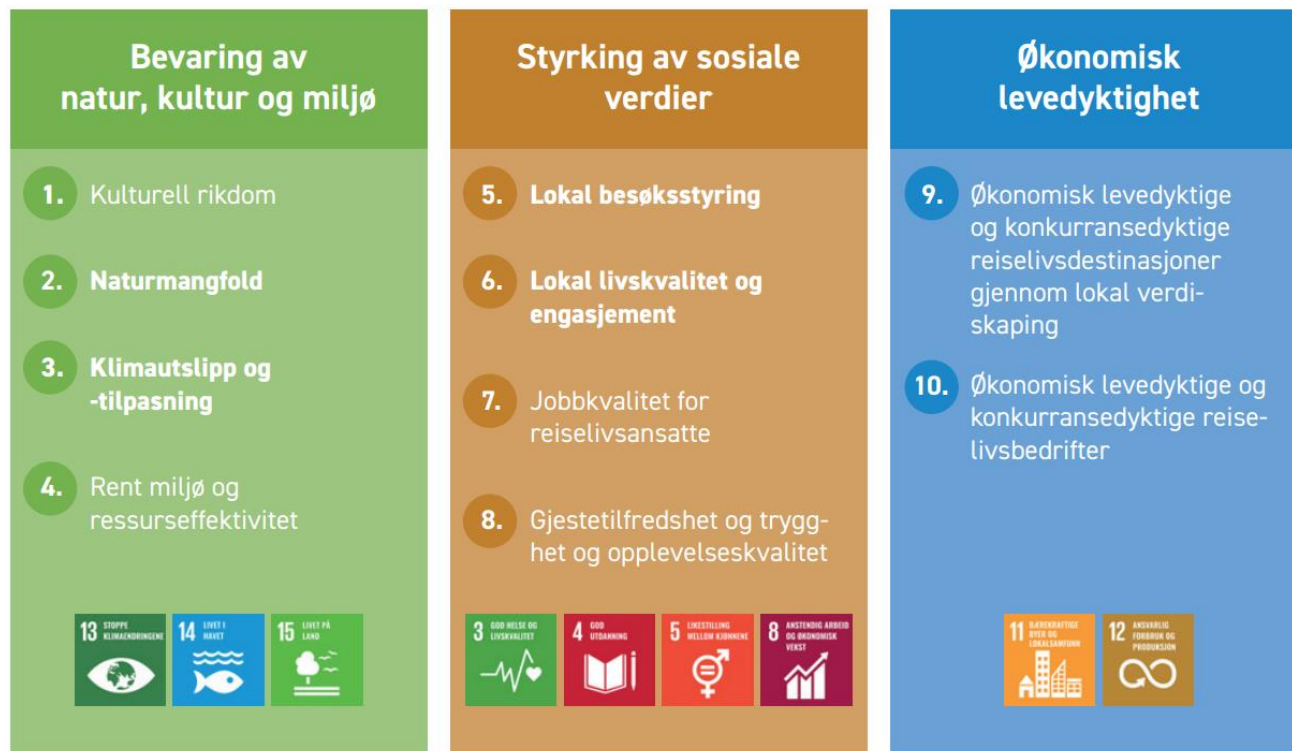 Bevaring av
natur, kultur og miljø
1. Kulturell rikdom
2. Naturmangfold
3. Klimautslipp og
-tilpasning
4. Rent miljø og
ressurseffektivitet
13 STOPPE
KLIMAENDRINGENE
14 LIVET I
HAVET
15 LIVET PÅ
LAND
Styrking av sosiale
verdier
5. Lokal besøksstyring
6. Lokal livskvalitet og
engasjement
7. Jobbkvalitet for
reiselivsansatte
8. Gjestetilfredshet og trygg-
het og opplevelseskvalitet
3 GOD HELSE OG
LIVSKVALITET
4 GOD
UTDANNING
5 LIKESTILLING
MELLOM KJØNNENE
8 ANSTENDIG ARBEID
OG ØKONOMISK
VEKST
Økonomisk
levedyktighet
9. Økonomisk levedyktige
og konkurransedyktige
reiselivsdestinasjoner
gjennom lokal verdi-
skaping
10. Økonomisk levedyktige og
konkurransedyktige reise-
livsbedrifter
11 BÆREKRAFTIGE
BYER OG
LOKALSAMFUNN
12 ANSVARLIG
FORBRUK OG
PRODUKSJON